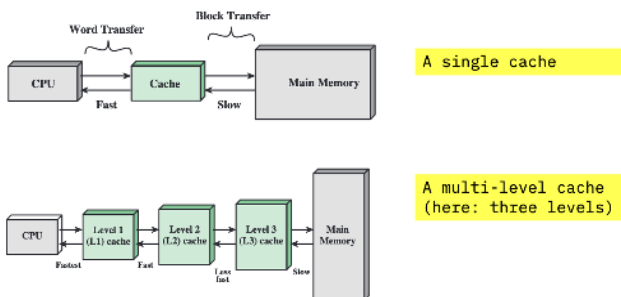 Block Transfer
Word Transfer
CPU
Cache
Main Memory
Fast
Slow
A single cache
CPU
Level 1
(L1) cache
Level 2
(L2) cache
Level 3
(L3) cache
Main
Memory
Fastest
Fast
Less
fast
Slow
A multi-level cache
(here: three levels)